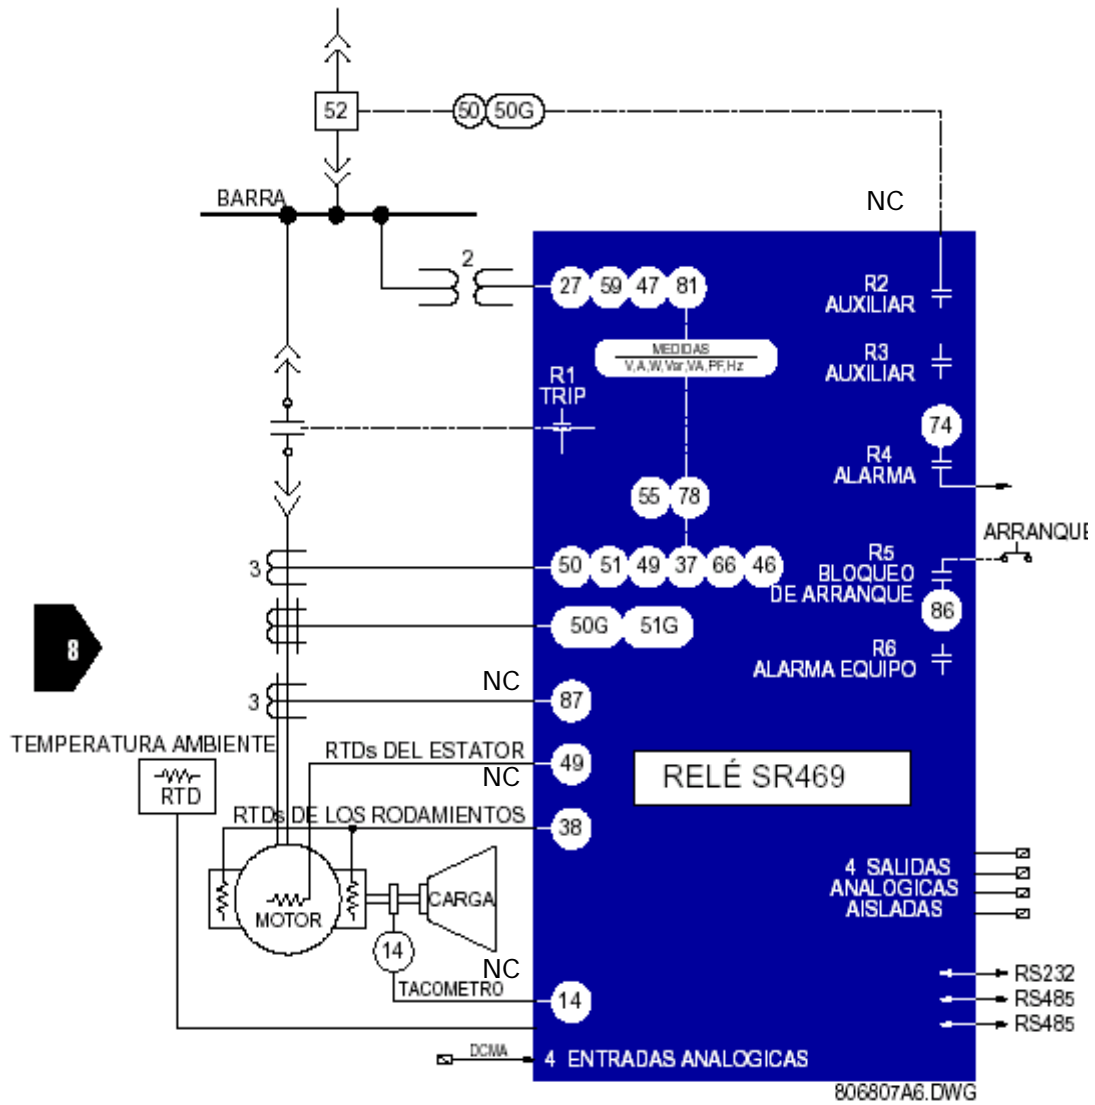 52
50
50G
BARRA
NC
2
27
59
47
81
R2
AUXILIAR
MEDIDAS
V,A,W,Var,VA,PF,Hz
R3
AUXILIAR
R1
TRIP
74
R4
ALARMA
55
78
ARRANQUE
3
50
51
49
37
66
46
R5
BLOQUEO
DE ARRANQUE
86
50G
51G
8
R6
ALARMA EQUIPO
NC
3
87
TEMPERATURA AMBIENTE
RTDs DEL ESTATOR
NC
49
RELÉ SR469
RTD
RTDs DE LOS RODAMIENTOS
38
4 SALIDAS
ANALOGICAS
AISLADAS
CARGA
MOTOR
14
NC
TACOMETRO
14
RS232
RS485
RS485
DCMA
4 ENTRADAS ANALOGICAS
806807A6.DWG